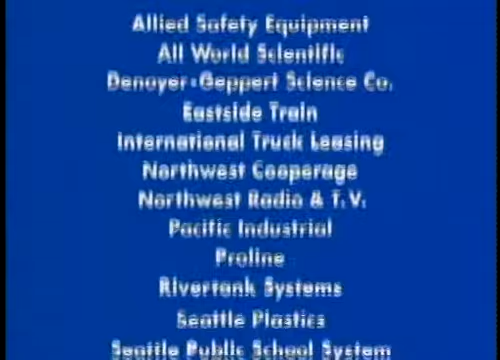 Allied Safety Equipment
All World Scientific
Denoyer-Geppert Science Co.
Eastside Train
International Truck Leasing
Northwest Cooperage
Northwest Radio & T.V.
Pacific Industrial
Proline
Rivertank Systems
Seattle Plastics
Seattle Public School System